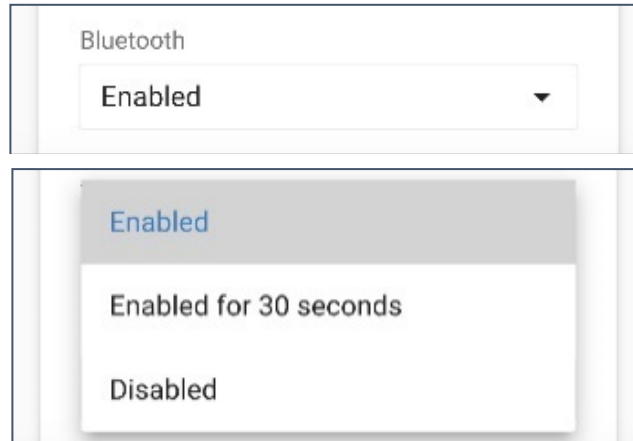 Bluetooth
Enabled
Enabled
Enabled for 30 seconds
Disabled